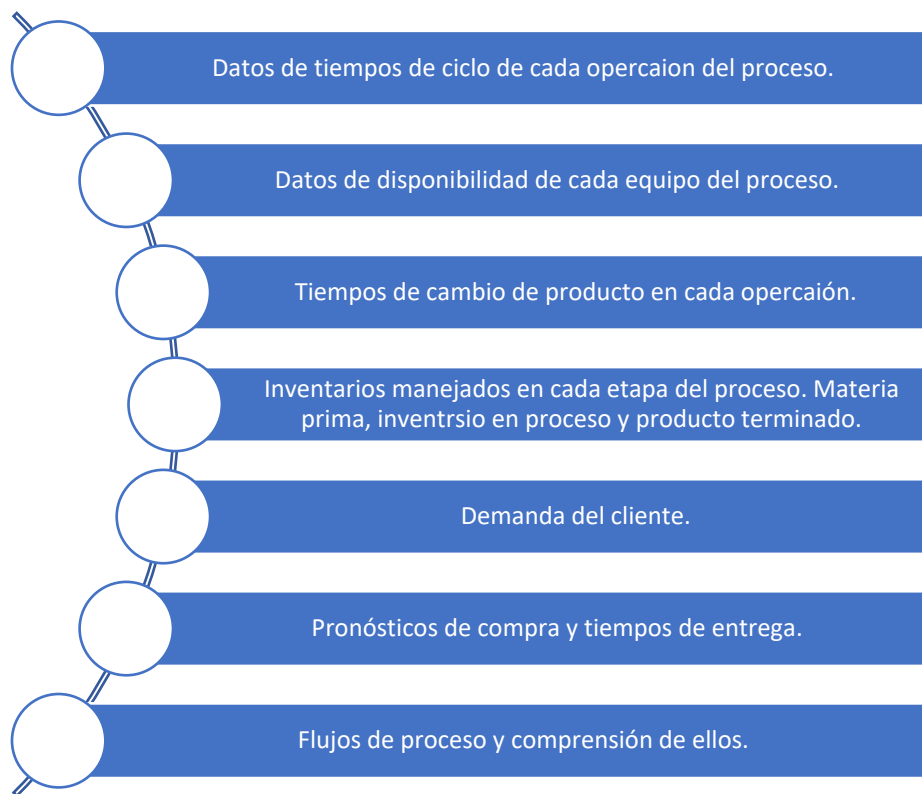 Datos de tiempos de ciclo de cada opercaion del proceso.
Datos de disponibilidad de cada equipo del proceso.
Tiempos de cambio de producto en cada opercaión.
Inventarios manejados en cada etapa del proceso. Materia
prima, inventrsio en proceso y producto terminado.
Demanda del cliente.
Pronósticos de compra y tiempos de entrega.
Flujos de proceso y comprensión de ellos.